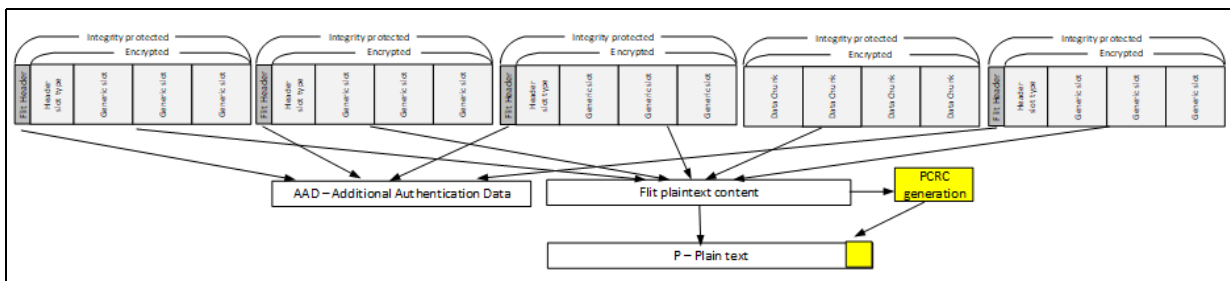 Integrity protected
Encrypted
Flit Header
Header slot type
Generic slot
Generic slot
Generic slot
Integrity protected
Encrypted
Flit Header
Header slot type
Generic slot
Generic slot
Generic slot
Integrity protected
Encrypted
Flit Header
Header slot type
Generic slot
Generic slot
Generic slot
Integrity protected
Encrypted
Data Chunk
Data Chunk
Data Chunk
Data Chunk
Integrity protected
Encrypted
Flit Header
Header slot type
Generic slot
Generic slot
Generic slot
AAD – Additional Authentication Data
Flit plaintext content
PCRC
generation
P – Plain text